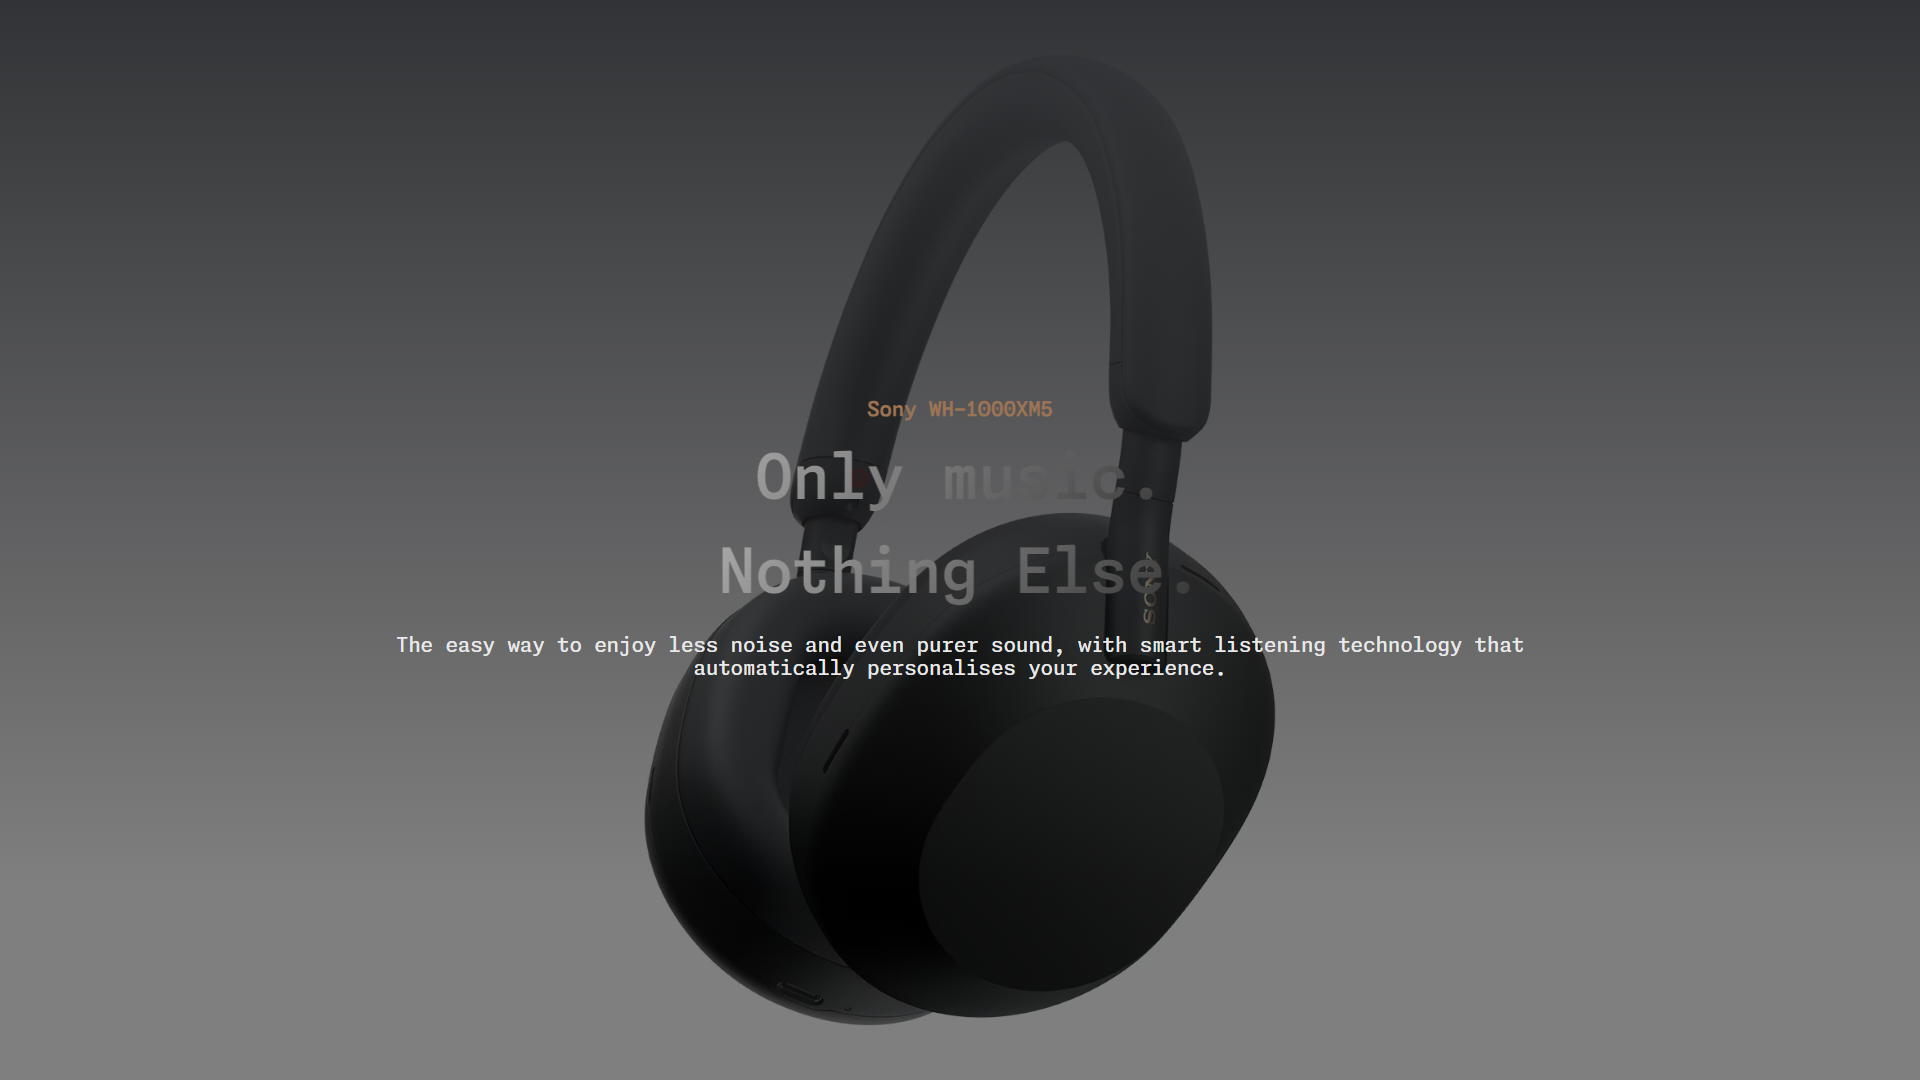 Sony WH-1000XM5
Only music.
Nothing Else.
SONY
The easy way to enjoy less noise and even purer sound, with smart listening technology that
automatically personalises your experience.